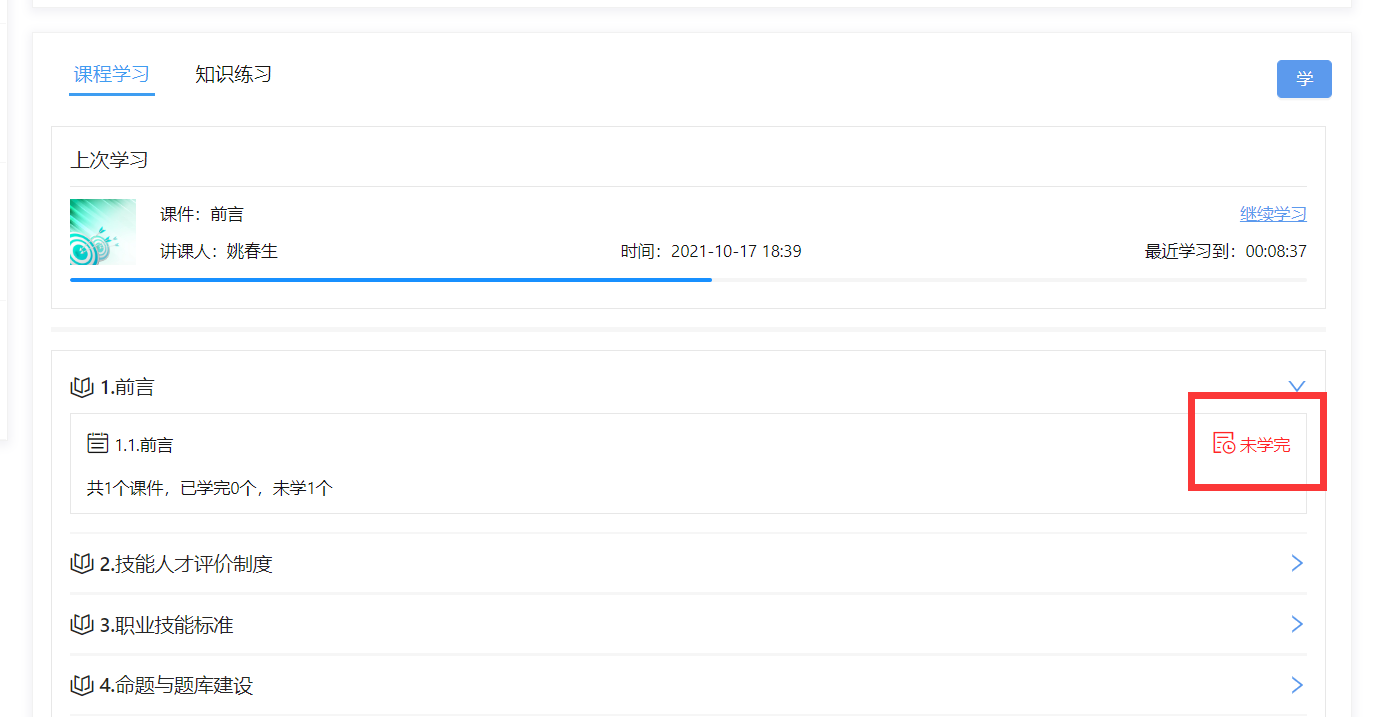 课程学习 知识练习 学
上次学习
课件：前言 继续学习
讲课人：姚春生 时间：2021-10-17 18:39 最近学习到：00:08:37
1.前言
1.1.前言 未学完
共1个课件，已学完0个，未学1个
2.技能人才评价制度
3.职业技能标准
4.命题与题库建设